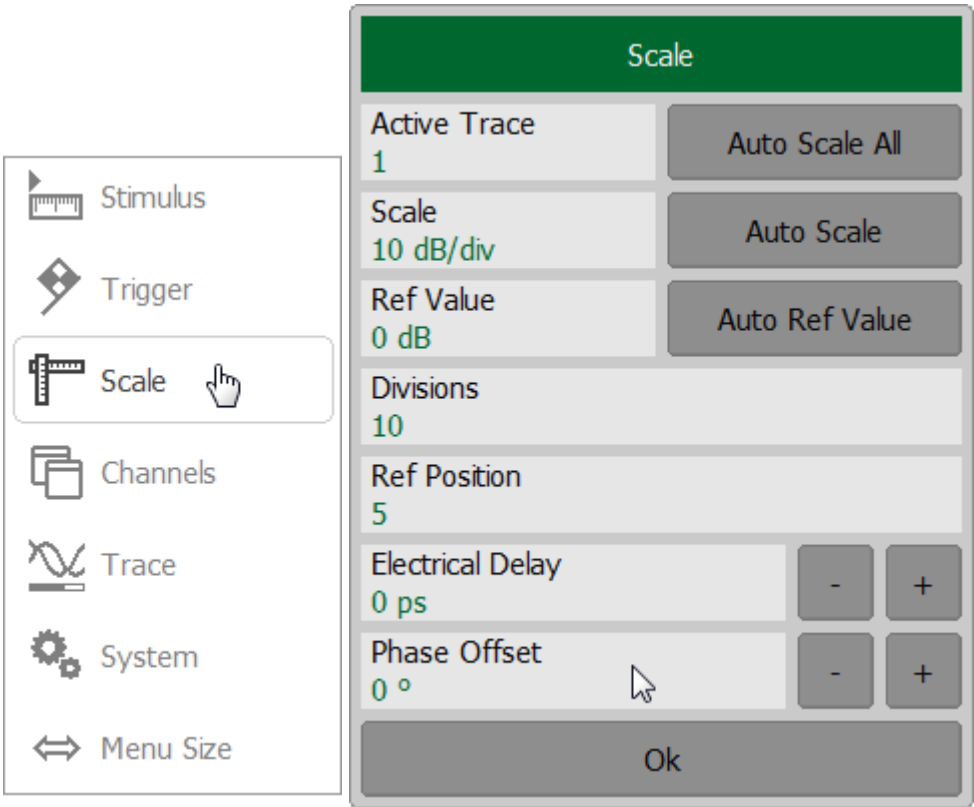 Stimulus
Trigger
Scale
Channels
Trace
System
Menu Size
Scale
Active Trace
1
Auto Scale All
Scale
10 dB/div
Auto Scale
Ref Value
0 dB
Auto Ref Value
Divisions
10
Ref Position
5
Electrical Delay
0 ps
- +
Phase Offset
0 º
- +
Ok